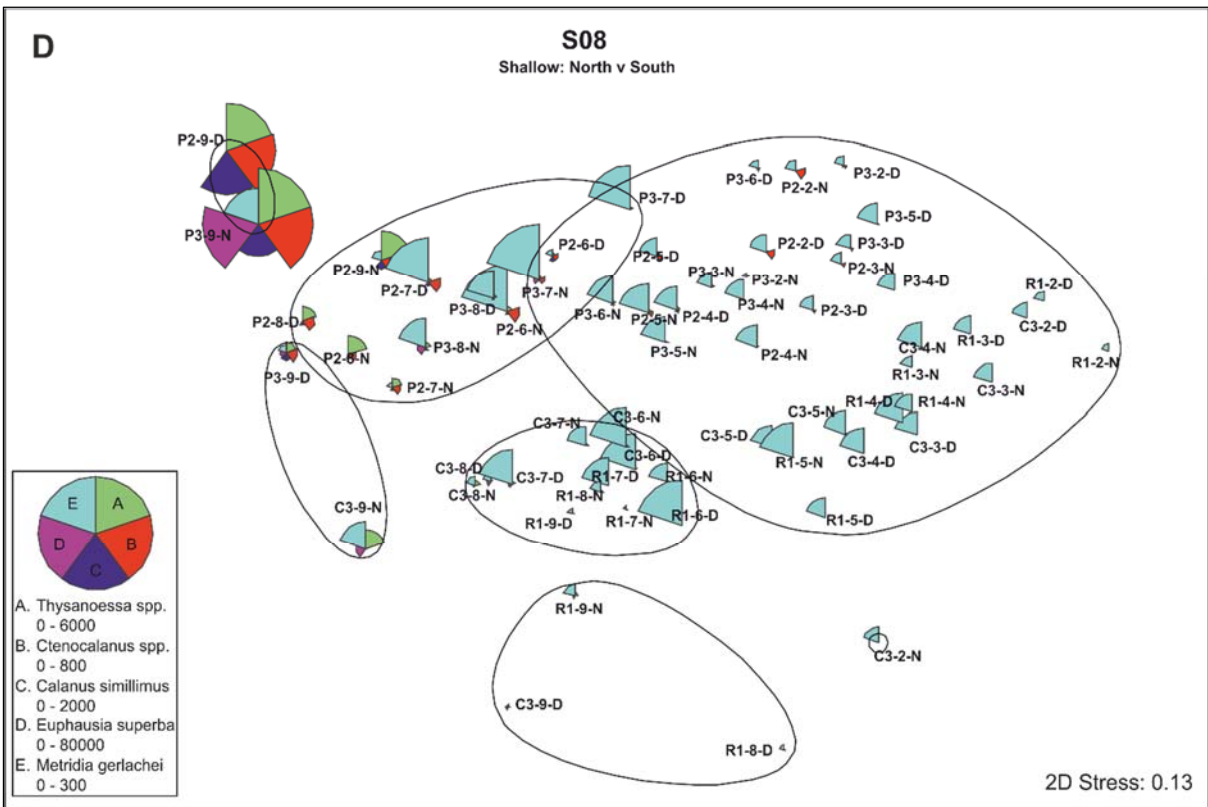 D
S08
Shallow: North v South
P2-9-D
P3-6-D
P2-2-N
P3-2-D
P3-7-D
P3-5-D
P3-9-N
P2-6-D
P2-9-N
P2-5-D
P2-2-D
P3-3-D
P2-3-N
P2-7-D
P3-7-N
P3-3-N
P3-2-N
P3-4-D
P3-8-D
P3-6-N
P3-4-N
R1-2-D
P2-8-D
P2-6-N
P2-5-N
P2-4-D
P2-3-D
C3-2-D
P3-5-N
R1-3-D
P3-8-N
P2-8-N
P2-4-N
C3-4-N
R1-2-N
P3-9-D
R1-3-N
P2-7-N
C3-3-N
R1-4-D
R1-4-N
C3-6-N
C3-7-N
C3-5-N
C3-5-D
C3-3-D
C3-6-D
R1-5-N
C3-4-D
C3-8-D
C3-7-D
R1-7-D
R1-6-N
C3-8-N
R1-8-N
C3-9-N
R1-9-D
R1-7-N
R1-6-D
R1-5-D
R1-9-N
C3-2-N
C3-9-D
R1-8-D
E
A
D
B
C
A. Thysanoessa spp.
0 - 6000
B. Ctenocalanus spp.
0 - 800
C. Calanus simillimus
0 - 2000
D. Euphausia superba
0 - 80000
E. Metridia gerlachei
0 - 300
2D Stress: 0.13